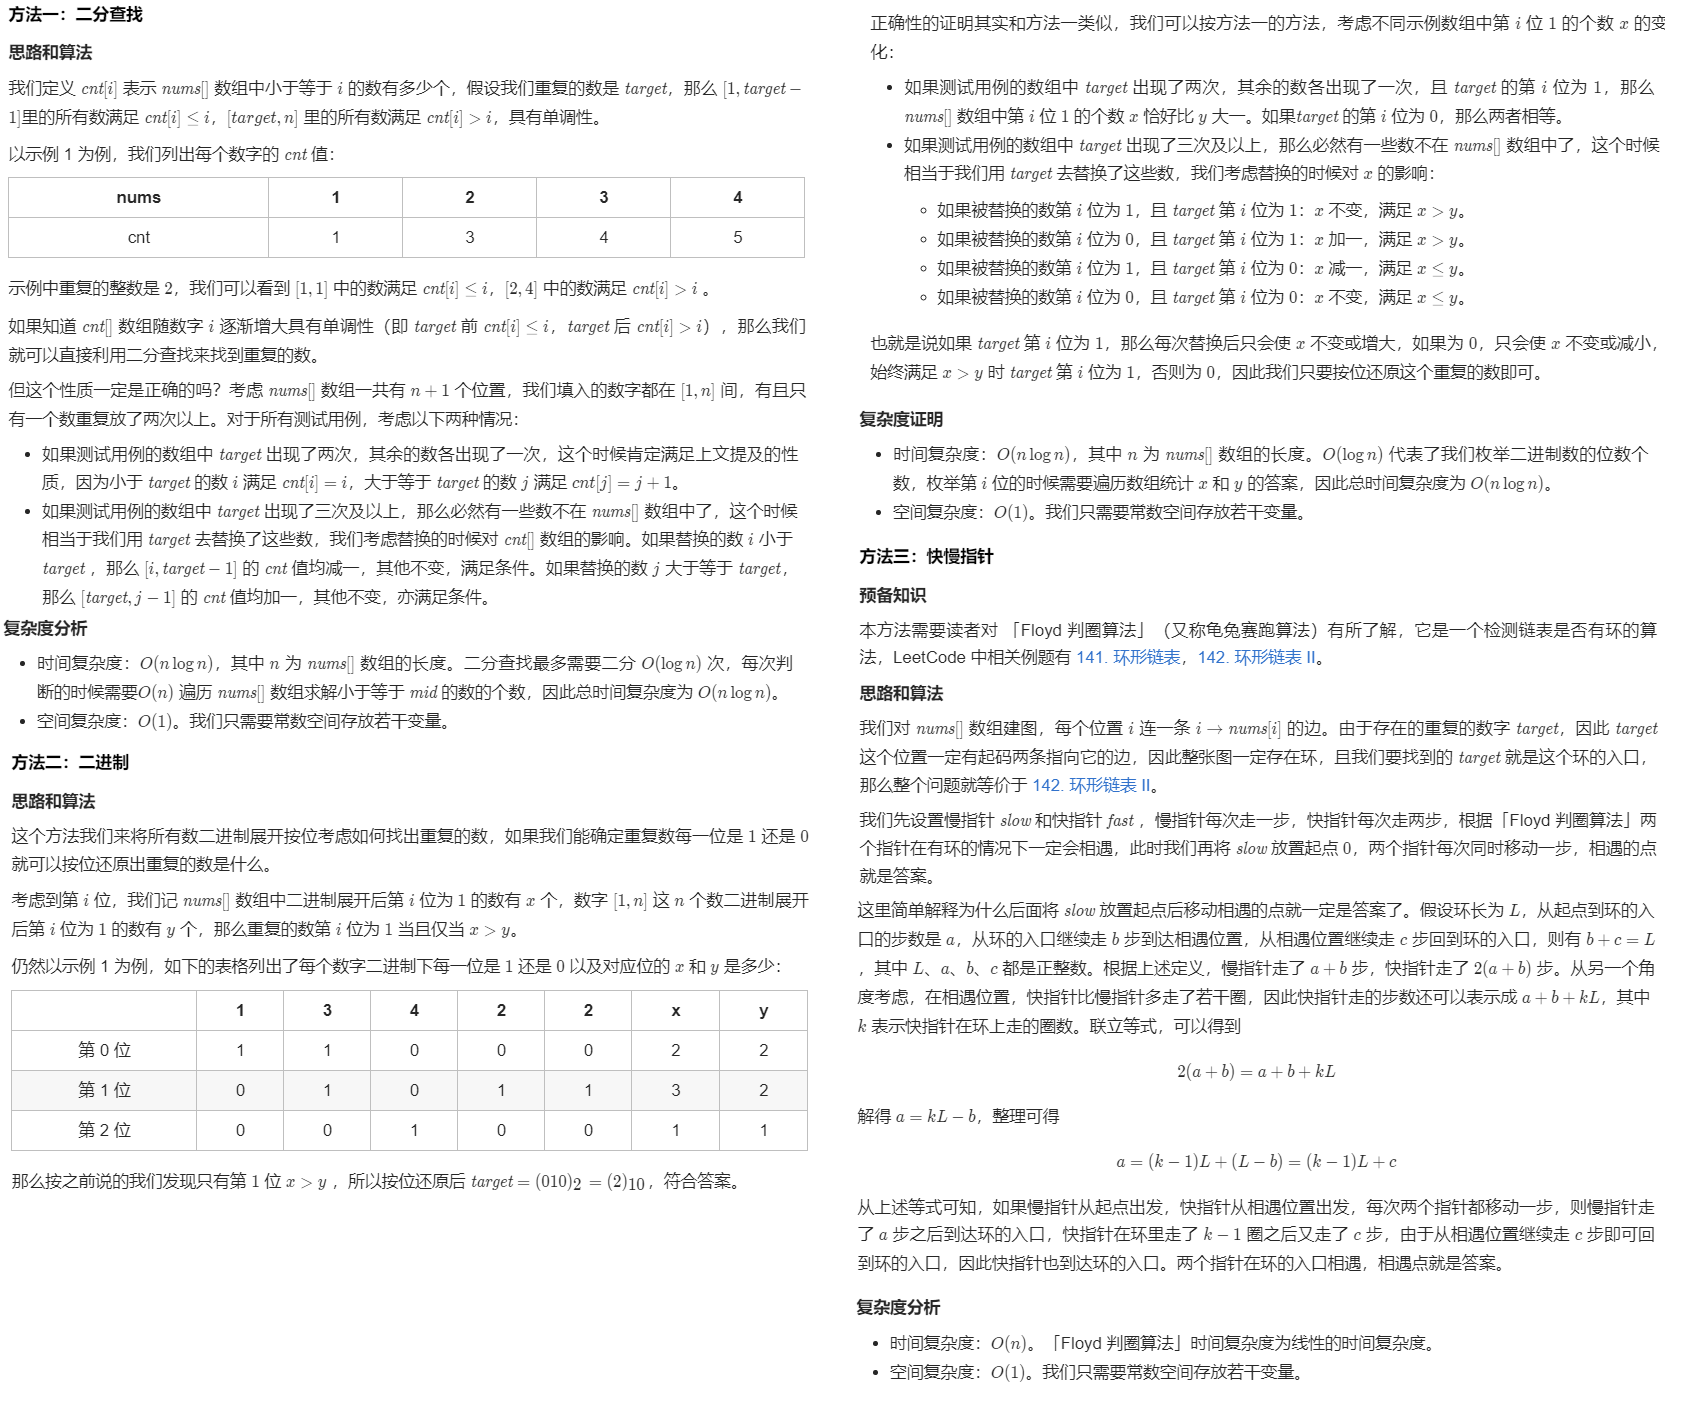 方法一：二分查找
思路和算法
我们定义 cnt[i] 表示 nums[] 数组中小于等于 i 的数有多少个，假设我们重复的数是 target，那么 [1, target−
1]里的所有数满足 cnt[i] ≤ i，[target, n] 里的所有数满足 cnt[i] > i，具有单调性。
以示例 1 为例，我们列出每个数字的 cnt 值：
nums 1 2 3 4
cnt 1 3 4 5
示例中重复的整数是 2，我们可以看到 [1, 1] 中的数满足 cnt[i] ≤ i，[2, 4] 中的数满足 cnt[i] > i 。
如果知道 cnt[] 数组随数字 i 逐渐增大具有单调性（即 target 前 cnt[i] ≤ i，target 后 cnt[i] > i），那么我们
就可以直接利用二分查找来找到重复的数。
但这个性质一定是正确的吗？考虑 nums[] 数组一共有 n + 1 个位置，我们填入的数字都在 [1, n] 间，有且只
有一个数重复放了两次以上。对于所有测试用例，考虑以下两种情况：
• 如果测试用例的数组中 target 出现了两次，其余的数各出现了一次，这个时候肯定满足上文提及的性
质，因为小于 target 的数 i 满足 cnt[i] = i，大于等于 target 的数 j 满足 cnt[j] = j + 1。
• 如果测试用例的数组中 target 出现了三次及以上，那么必然有一些数不在 nums[] 数组中了，这个时候
相当于我们用 target 去替换了这些数，我们考虑替换的时候对 cnt[] 数组的影响。如果替换的数 i 小于
target ，那么 [i, target − 1] 的 cnt 值均减一，其他不变，满足条件。如果替换的数 j 大于等于 target，
那么 [target, j − 1] 的 cnt 值均加一，其他不变，亦满足条件。
复杂度分析
• 时间复杂度：O(n log n)，其中 n 为 nums[] 数组的长度。二分查找最多需要二分 O(log n) 次，每次判
断的时候需要O(n) 遍历 nums[] 数组求解小于等于 mid 的数的个数，因此总时间复杂度为 O(n log n)。
• 空间复杂度：O(1)。我们只需要常数空间存放若干变量。
方法二：二进制
思路和算法
这个方法我们来将所有数二进制展开按位考虑如何找出重复的数，如果我们能确定重复数每一位是 1 还是 0
就可以按位还原出重复的数是什么。
考虑到第 i 位，我们记 nums[] 数组中二进制展开后第 i 位为 1 的数有 x 个，数字 [1, n] 这 n 个数二进制展开
后第 i 位为 1 的数有 y 个，那么重复的数第 i 位为 1 当且仅当 x > y。
仍然以示例 1 为例，如下的表格列出了每个数字二进制下每一位是 1 还是 0 以及对应位的 x 和 y 是多少：
1 3 4 2 2 x y
第 0 位 1 1 0 0 0 2 2
第 1 位 0 1 0 1 1 3 2
第 2 位 0 0 1 0 0 1 1
那么按之前说的我们发现只有第 1 位 x > y ，所以按位还原后 target = (010)₂ = (2)₁₀，符合答案。
正确性的证明其实和方法一类似，我们可以按方法一的方法，考虑不同示例数组中第 i 位 1 的个数 x 的变
化：
• 如果测试用例的数组中 target 出现了两次，其余的数各出现了一次，且 target 的第 i 位为 1，那么
nums[] 数组中第 i 位 1 的个数 x 恰好比 y 大一。如果target 的第 i 位为 0，那么两者相等。
• 如果测试用例的数组中 target 出现了三次及以上，那么必然有一些数不在 nums[] 数组中了，这个时候
相当于我们用 target 去替换了这些数，我们考虑替换的时候对 x 的影响：
◦ 如果被替换的数第 i 位为 1，且 target 第 i 位为 1：x 不变，满足 x > y。
◦ 如果被替换的数第 i 位为 0，且 target 第 i 位为 1：x 加一，满足 x > y。
◦ 如果被替换的数第 i 位为 1，且 target 第 i 位为 0：x 减一，满足 x ≤ y。
◦ 如果被替换的数第 i 位为 0，且 target 第 i 位为 0：x 不变，满足 x ≤ y。
也就是说如果 target 第 i 位为 1，那么每次替换后只会使 x 不变或增大，如果为 0，只会使 x 不变或减小，
始终满足 x > y 时 target 第 i 位为 1，否则为 0，因此我们只要按位还原这个重复的数即可。
复杂度证明
• 时间复杂度：O(n log n)，其中 n 为 nums[] 数组的长度。O(log n) 代表了我们枚举二进制数的位数个
数，枚举第 i 位的时候需要遍历数组统计 x 和 y 的答案，因此总时间复杂度为 O(n log n)。
• 空间复杂度：O(1)。我们只需要常数空间存放若干变量。
方法三：快慢指针
预备知识
本方法需要读者对 「Floyd 判圈算法」（又称龟兔赛跑算法）有所了解，它是一个检测链表是否有环的算
法，LeetCode 中相关例题有 141. 环形链表，142. 环形链表 II。
思路和算法
我们对 nums[] 数组建图，每个位置 i 连一条 i → nums[i] 的边。由于存在的重复的数字 target，因此 target
这个位置一定有起码两条指向它的边，因此整张图一定存在环，且我们要找到的 target 就是这个环的入口，
那么整个问题就等价于 142. 环形链表 II。
我们先设置慢指针 slow 和快指针 fast ，慢指针每次走一步，快指针每次走两步，根据「Floyd 判圈算法」两
个指针在有环的情况下一定会相遇，此时我们再将 slow 放置起点 0，两个指针每次同时移动一步，相遇的点
就是答案。
这里简单解释为什么后面将 slow 放置起点后移动相遇的点就一定是答案了。假设环长为 L，从起点到环的入
口的步数是 a，从环的入口继续走 b 步到达相遇位置，从相遇位置继续走 c 步回到环的入口，则有 b + c = L
，其中 L、a、b、c 都是正整数。根据上述定义，慢指针走了 a + b 步，快指针走了 2(a + b) 步。从另一个角
度考虑，在相遇位置，快指针比慢指针多走了若干圈，因此快指针走的步数还可以表示成 a + b + kL，其中
k 表示快指针在环上走的圈数。联立等式，可以得到
2(a + b) = a + b + kL
解得 a = kL − b，整理可得
a = (k − 1)L + (L − b) = (k − 1)L + c
从上述等式可知，如果慢指针从起点出发，快指针从相遇位置出发，每次两个指针都移动一步，则慢指针走
了 a 步之后到达环的入口，快指针在环里走了 k − 1 圈之后又走了 c 步，由于从相遇位置继续走 c 步即可回
到环的入口，因此快指针也到达环的入口。两个指针在环的入口相遇，相遇点就是答案。
复杂度分析
• 时间复杂度：O(n)。「Floyd 判圈算法」时间复杂度为线性的时间复杂度。
• 空间复杂度：O(1)。我们只需要常数空间存放若干变量。